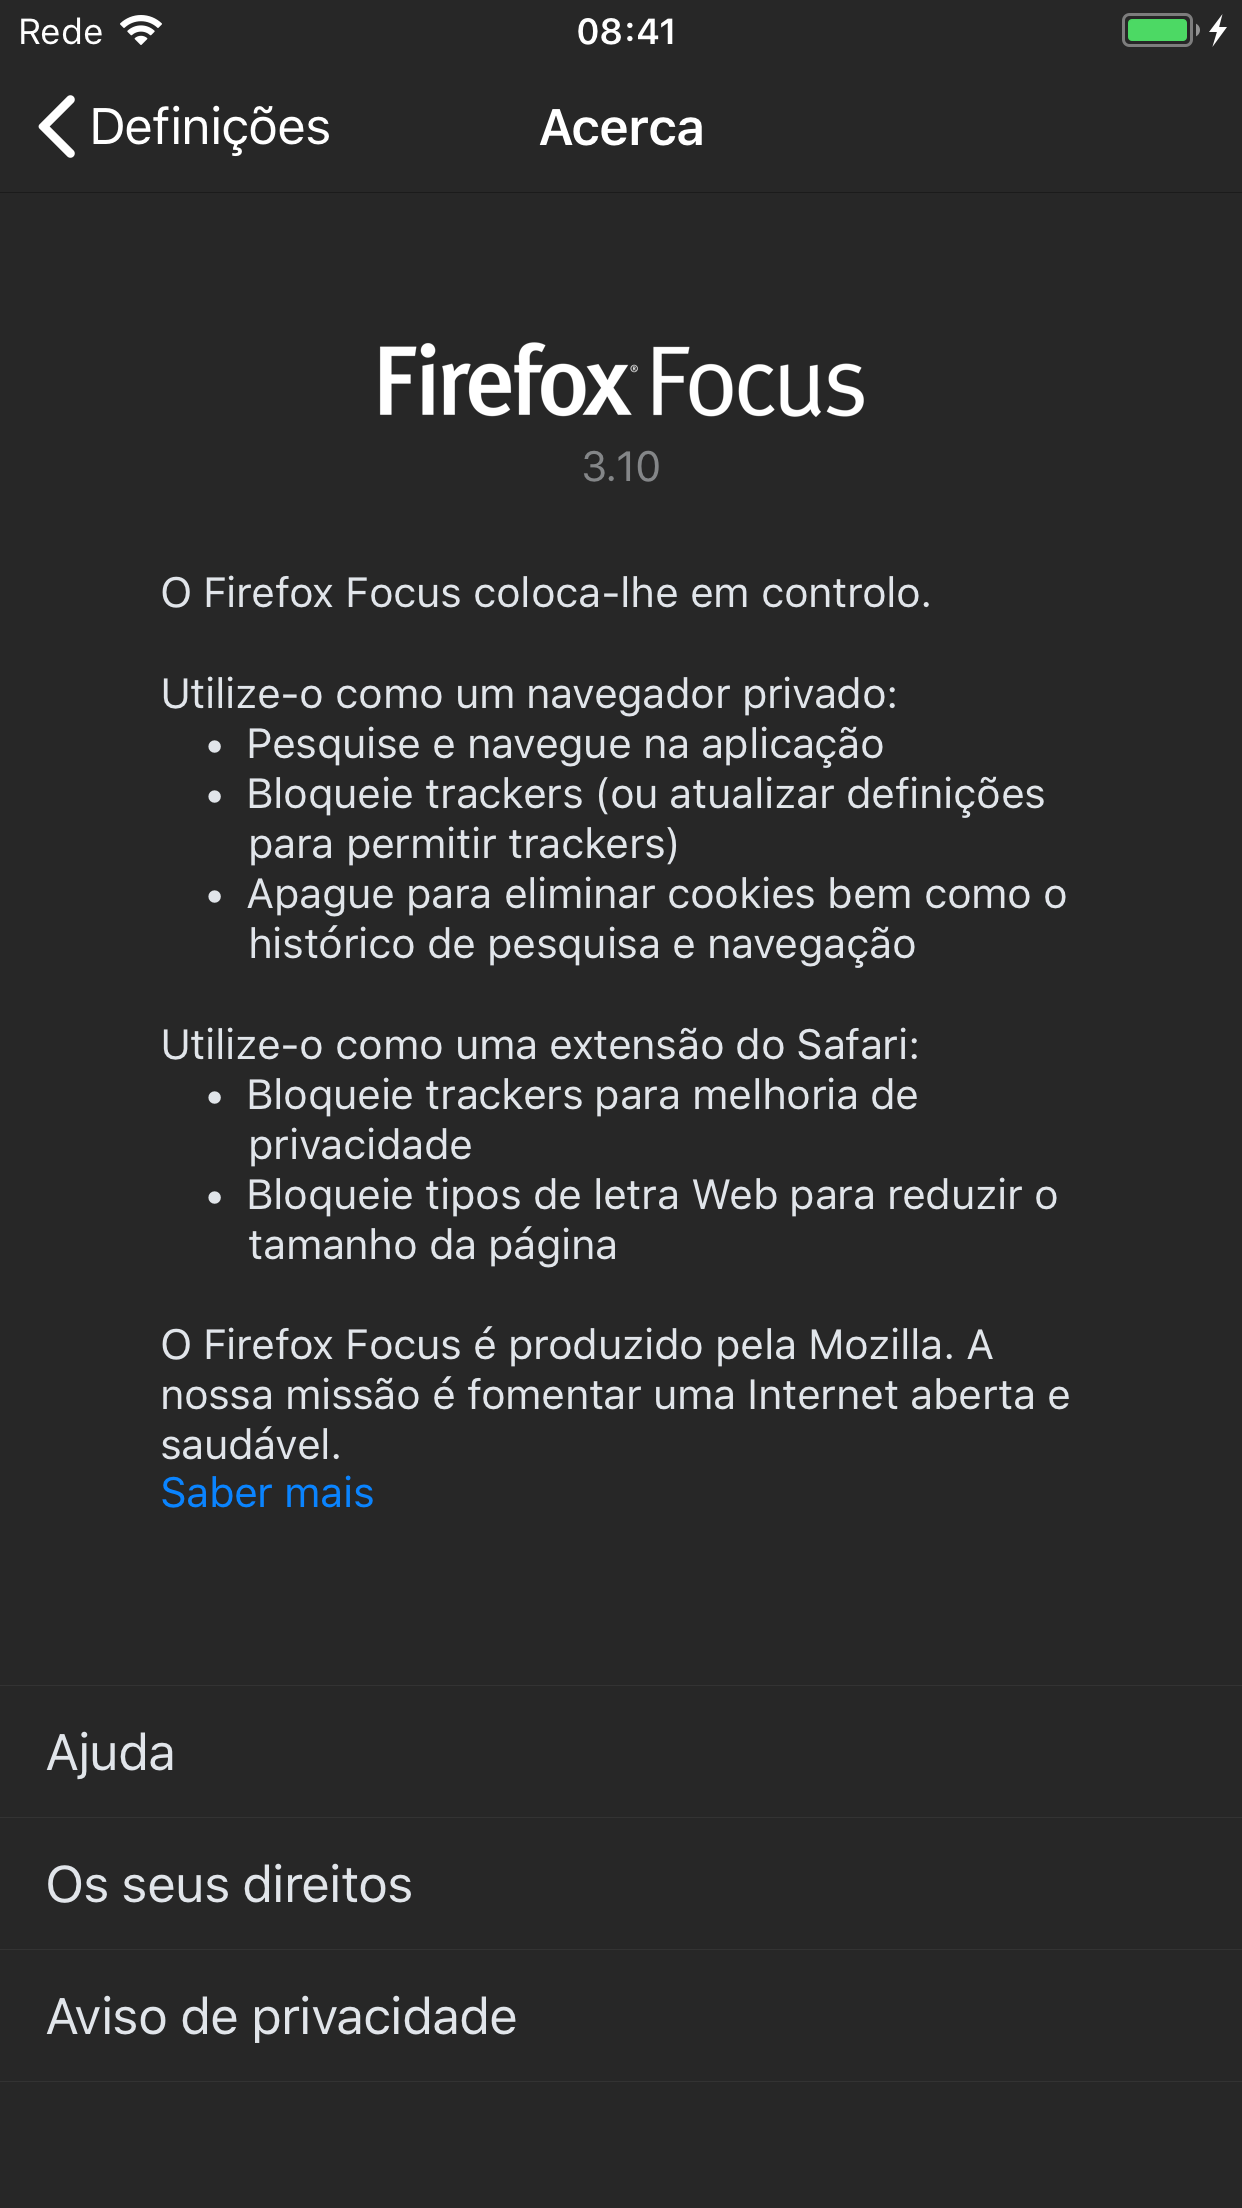 Rede
08:41
Definições
Acerca
Firefox® Focus
3.10
O Firefox Focus coloca-lhe em controlo.
Utilize-o como um navegador privado:
• Pesquise e navegue na aplicação
• Bloqueie trackers (ou atualizar definições
para permitir trackers)
• Apague para eliminar cookies bem como o
histórico de pesquisa e navegação
Utilize-o como uma extensão do Safari:
• Bloqueie trackers para melhoria de
privacidade
• Bloqueie tipos de letra Web para reduzir o
tamanho da página
O Firefox Focus é produzido pela Mozilla. A
nossa missão é fomentar uma Internet aberta e
saudável.
Saber mais
Ajuda
Os seus direitos
Aviso de privacidade